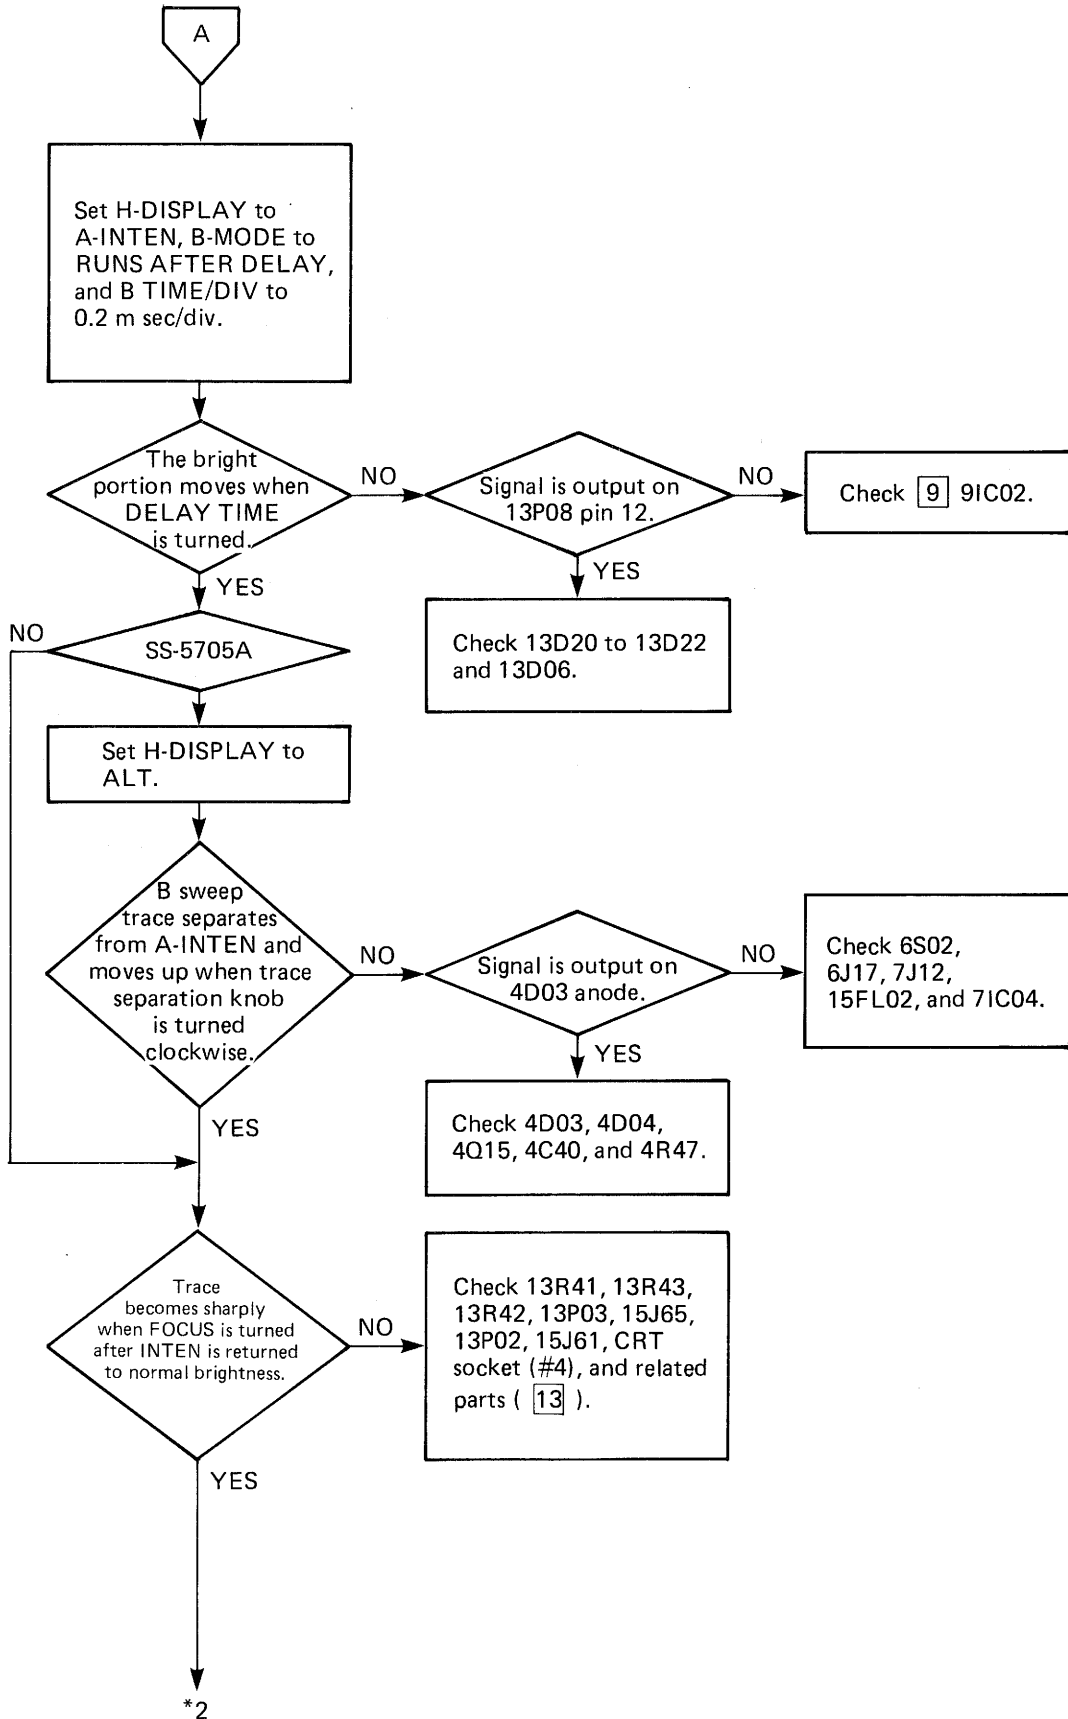 A
Set H-DISPLAY to
A-INTEN, B-MODE to
RUNS AFTER DELAY,
and B TIME/DIV to
0.2 m sec/div.
The bright
portion moves when
DELAY TIME
is turned.
NO
Signal is output on
13P08 pin 12.
NO
Check 9 9IC02.
YES
YES
Check 13D20 to 13D22
and 13D06.
NO
SS-5705A
Set H-DISPLAY to
ALT.
B sweep
trace separates
from A-INTEN and
moves up when trace
separation knob
is turned
clockwise.
NO
Signal is output on
4D03 anode.
NO
Check 6S02,
6J17, 7J12,
15FL02, and 7IC04.
YES
Check 4D03, 4D04,
4Q15, 4C40, and 4R47.
YES
Trace
becomes sharply
when FOCUS is turned
after INTEN is returned
to normal brightness.
NO
Check 13R41, 13R43,
13R42, 13P03, 15J65,
13P02, 15J61, CRT
socket (#4), and related
parts ( 13 ).
YES
*2